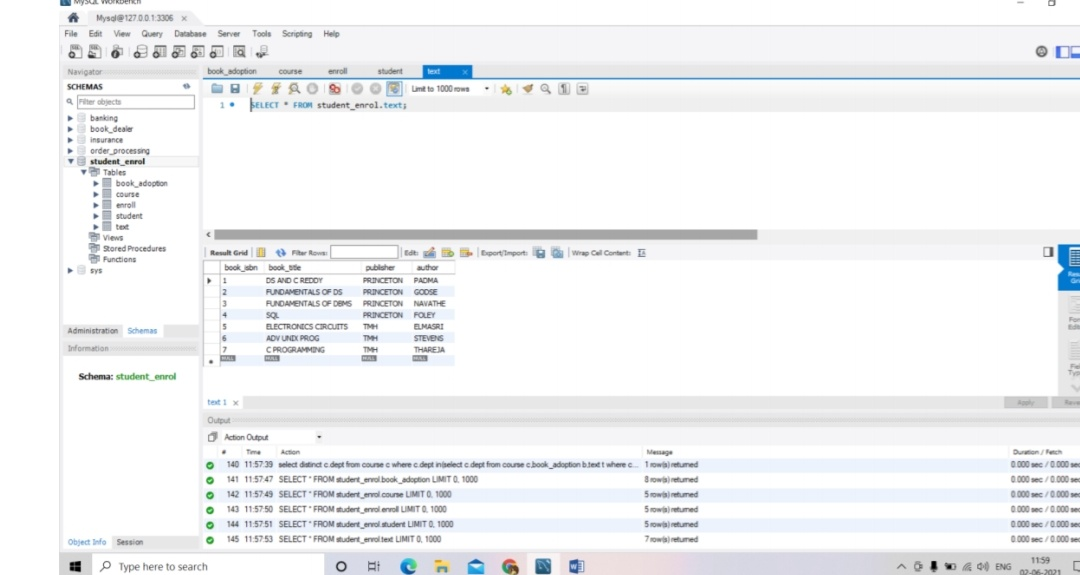 MySQL Workbench
Mysql@127.0.0.1:3306 ×
File Edit View Query Database Server Tools Scripting Help
Navigator
SCHEMAS
Filter objects
banking
book_dealer
insurance
order_processing
student_enrol
Tables
book_adoption
course
enroll
student
text
Views
Stored Procedures
Functions
sys
Administration Schemas
Information
Schema: student_enrol
Object Info Session
book_adoption course enroll student text ×
Limit to 1000 rows
1 SELECT * FROM student_enrol.text;
Result Grid Filter Rows: Edit: Export/Import: Wrap Cell Content:
book_isbn book_title publisher author
1 DS AND C REDDY PRINCETON PADMA
2 FUNDAMENTALS OF DS PRINCETON GODSE
3 FUNDAMENTALS OF DBMS PRINCETON NAVATHE
4 SQL PRINCETON FOLEY
5 ELECTRONICS CIRCUITS TMH ELMASRI
6 ADV UNIX PROG TMH STEVENS
7 C PROGRAMMING TMH THAREJA
NULL NULL NULL NULL
text 1 ×
Apply
Output
Action Output
# Time Action Message Duration / Fetch
140 11:57:39 select distinct c.dept from course c where c.dept in(select c.dept from course c,book_adoption b,text t where c... 1 row(s) returned 0.000 sec / 0.000 sec
141 11:57:47 SELECT * FROM student_enrol.book_adoption LIMIT 0, 1000 8 row(s) returned 0.000 sec / 0.000 sec
142 11:57:49 SELECT * FROM student_enrol.course LIMIT 0, 1000 5 row(s) returned 0.000 sec / 0.000 sec
143 11:57:50 SELECT * FROM student_enrol.enroll LIMIT 0, 1000 5 row(s) returned 0.000 sec / 0.000 sec
144 11:57:51 SELECT * FROM student_enrol.student LIMIT 0, 1000 5 row(s) returned 0.000 sec / 0.000 sec
145 11:57:53 SELECT * FROM student_enrol.text LIMIT 0, 1000 7 row(s) returned 0.000 sec / 0.000 sec
Type here to search
ENG
11:59
02-06-2021